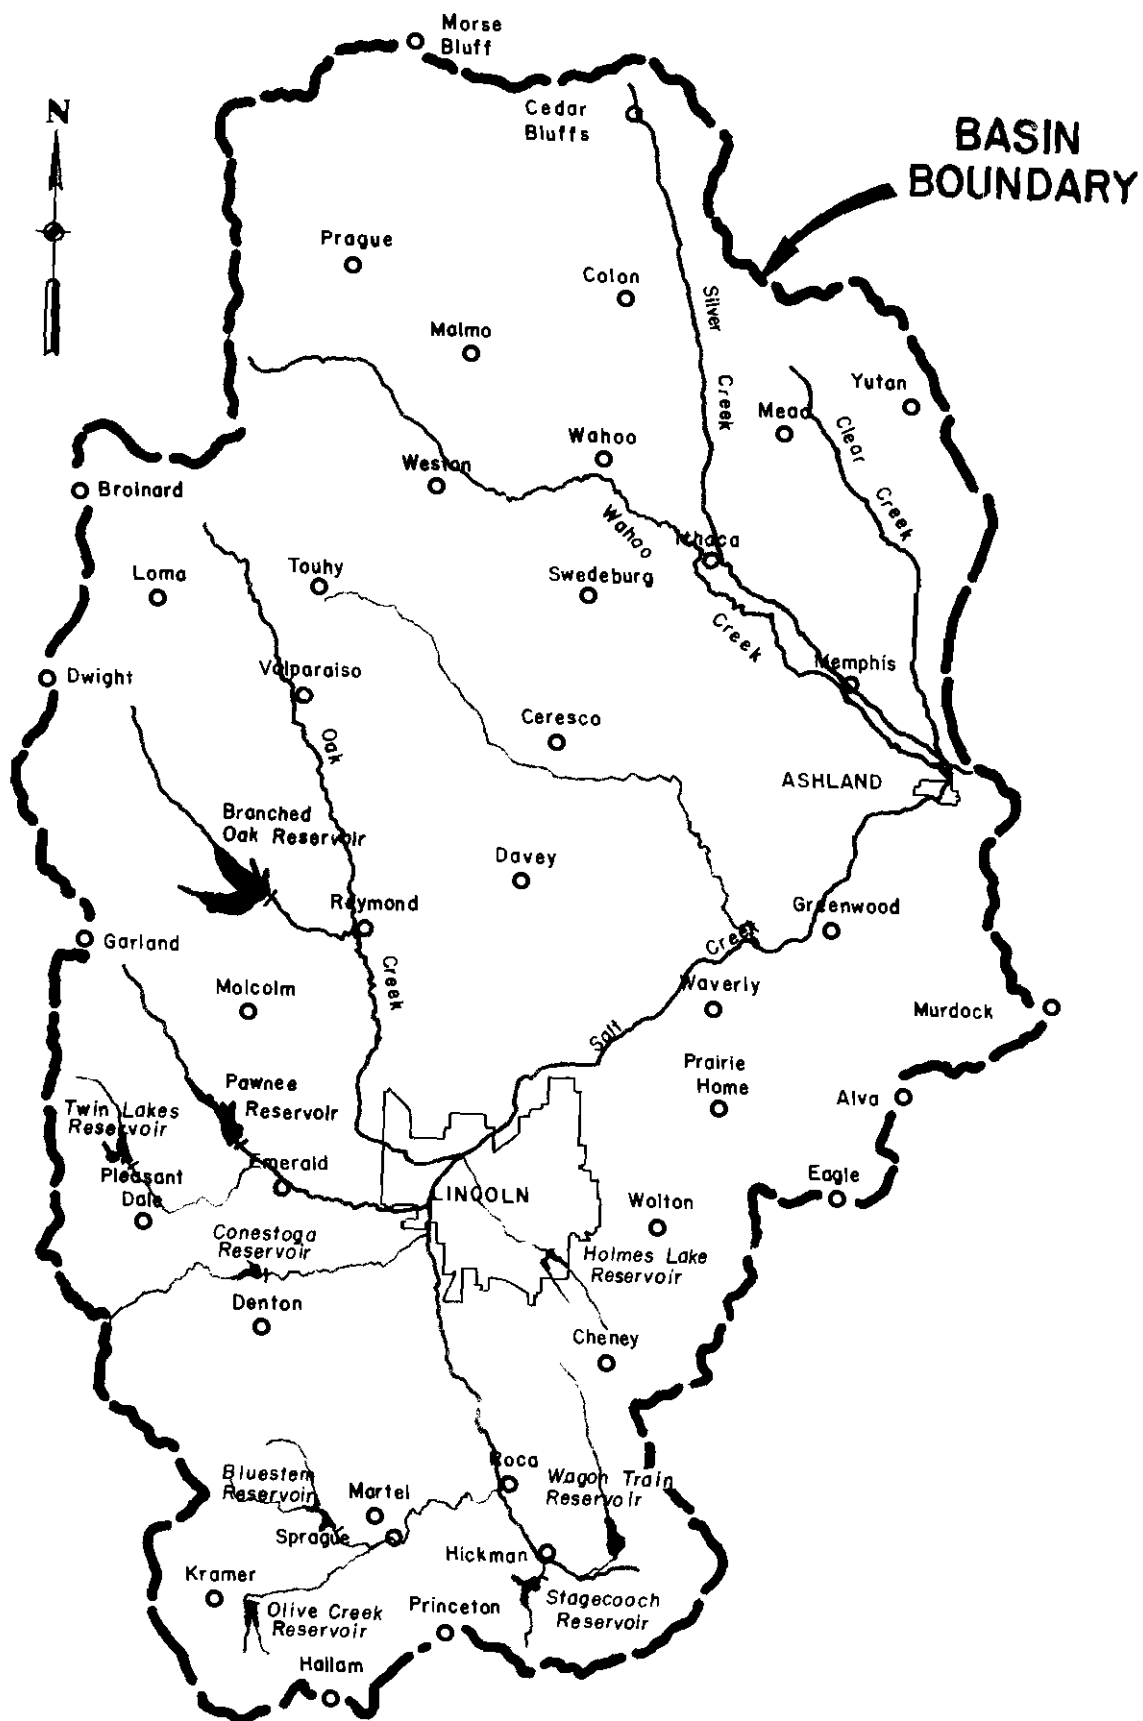 Morse
Bluff
N
Cedar
Bluffs
BASIN
BOUNDARY
Prague
Colon
Silver
Malmo
Creek
Yutan
Mead
Clear
Wahoo
Weston
Creek
Broinard
Wahoo
Ithaca
Touhy
Loma
Swedeburg
Creek
Memphis
Valparaiso
Dwight
Ceresco
Oak
ASHLAND
Branched
Oak Reservoir
Davey
Raymond
Greenwood
Garland
Creek
Creek
Malcolm
Waverly
Murdock
Salt
Prairie
Home
Pawnee
Reservoir
Alva
Twin Lakes
Reservoir
Emerald
Pleasant
Dale
Eagle
LINCOLN
Walton
Conestoga
Reservoir
Holmes Lake
Reservoir
Denton
Cheney
Roca
Bluestem
Reservoir
Wagon Train
Reservoir
Martel
Sprague
Hickman
Kramer
Stagecoach
Reservoir
Olive Creek
Reservoir
Princeton
Hallam